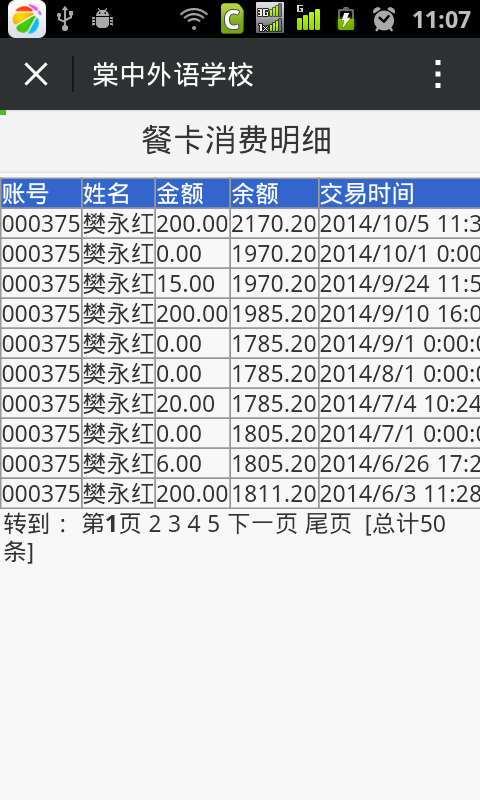 11:07
棠中外语学校
餐卡消费明细
账号 姓名 金额 余额 交易时间
000375 樊永红 200.00 2170.20 2014/10/5 11:3
000375 樊永红 0.00 1970.20 2014/10/1 0:00
000375 樊永红 15.00 1970.20 2014/9/24 11:5
000375 樊永红 200.00 1985.20 2014/9/10 16:0
000375 樊永红 0.00 1785.20 2014/9/1 0:00:0
000375 樊永红 0.00 1785.20 2014/8/1 0:00:0
000375 樊永红 20.00 1785.20 2014/7/4 10:24
000375 樊永红 0.00 1805.20 2014/7/1 0:00:0
000375 樊永红 6.00 1805.20 2014/6/26 17:2
000375 樊永红 200.00 1811.20 2014/6/3 11:28
转到 ： 第1页 2 3 4 5 下一页 尾页 [总计50
条]